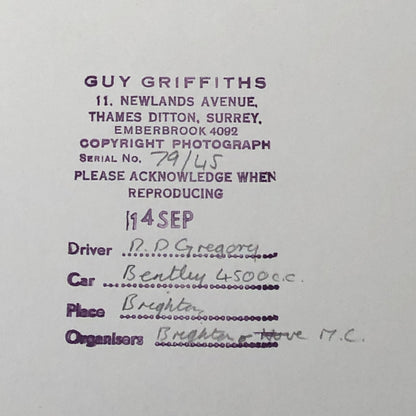 GUY GRIFFITHS
11. NEWLANDS AVENUE,
THAMES DITTON, SURREY.
EMBERBROOK 4092
COPYRIGHT PHOTOGRAPH
SERIAL No. 79/45
PLEASE ACKNOWLEDGE WHEN
REPRODUCING
14 SEP
Driver D. D Gregory
Car Bentley 4500 c.c.
Place Brighton
Organisers Brighton & Hove M.C.